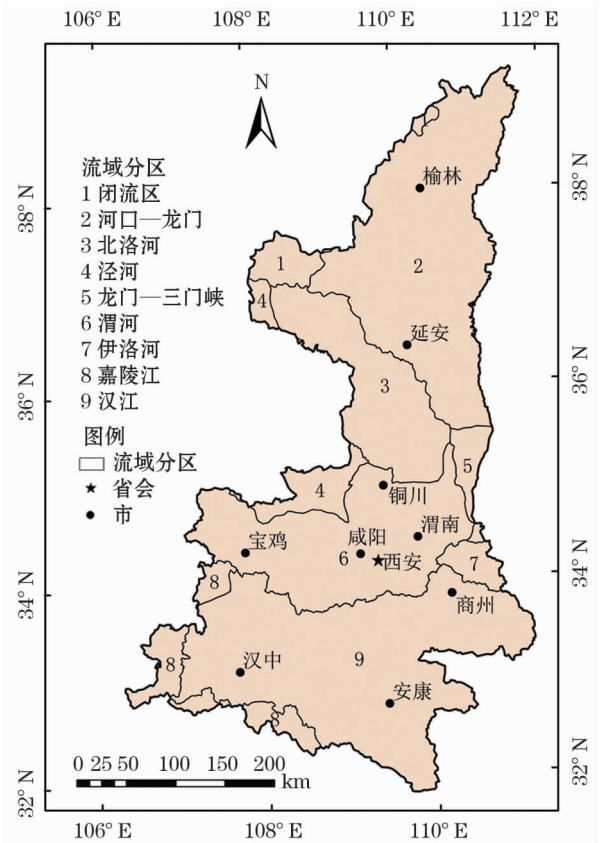 106° E 108° E 110° E 112° E
N
流域分区
1 闭流区
2 河口—龙门
3 北洛河
4 泾河
5 龙门—三门峡
6 渭河
7 伊洛河
8 嘉陵江
9 汉江
图例
流域分区
省会
市
38° N
36° N
34° N
32° N
38° N
36° N
34° N
32° N
榆林
2
1
4
延安
3
5
4
铜川
渭南
宝鸡
咸阳
6
西安
7
8
商州
8
汉中
9
安康
8
0 25 50 100 150 200
km
106° E 108° E 110° E